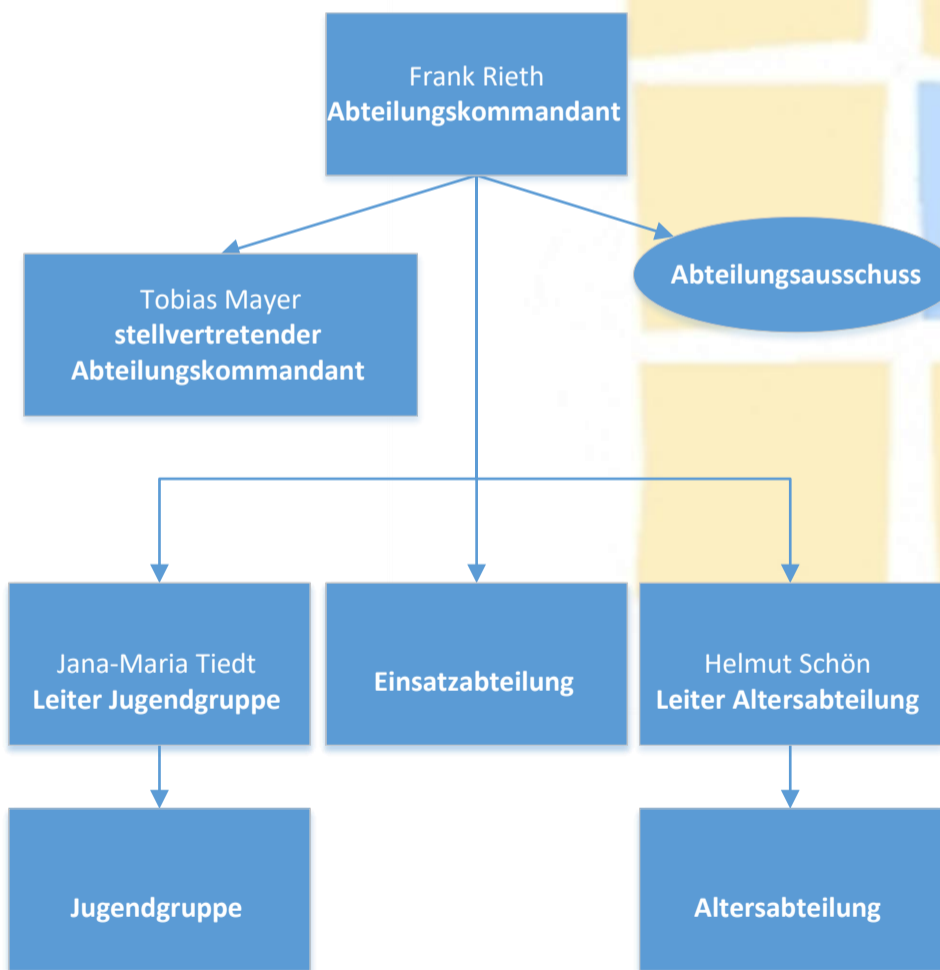 Frank Rieth
Abteilungskommandant
Abteilungsausschuss
Tobias Mayer
stellvertretender
Abteilungskommandant
Jana-Maria Tiedt
Leiter Jugendgruppe
Einsatzabteilung
Helmut Schön
Leiter Altersabteilung
Jugendgruppe
Altersabteilung